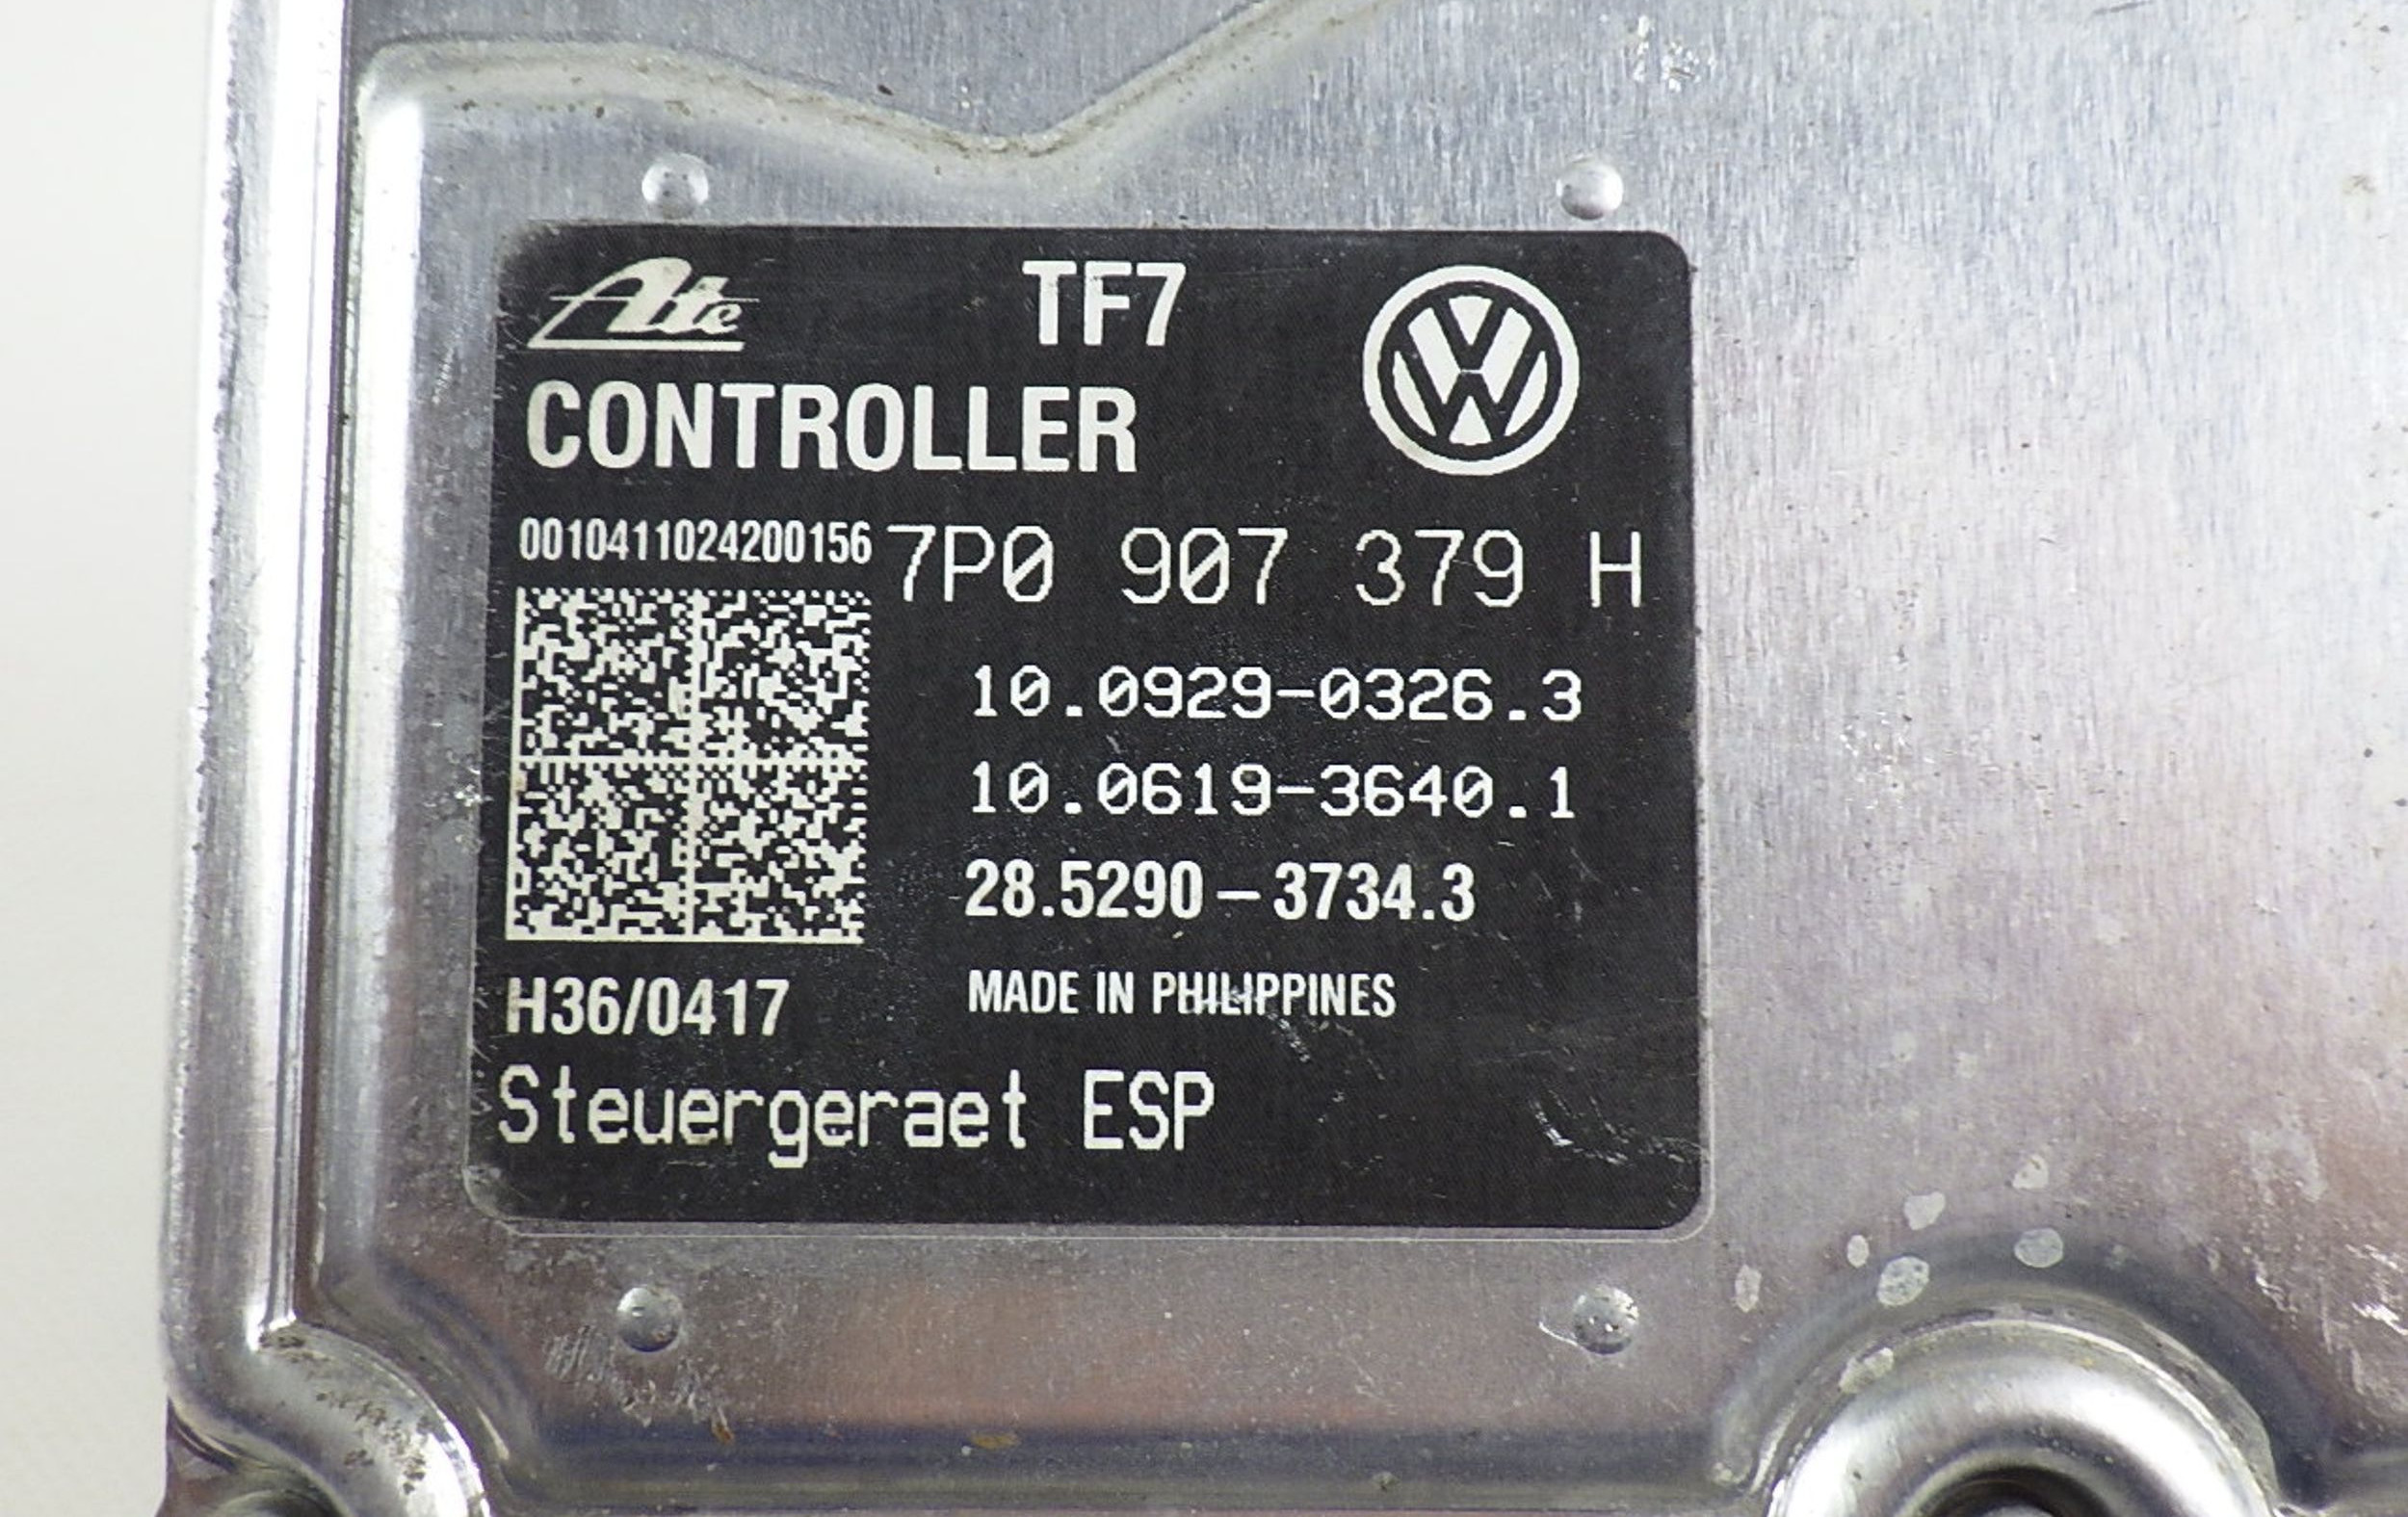 Ate TF7
CONTROLLER
0010411024200156 7P0 907 379 H
10.0929-0326.3
10.0619-3640.1
28.5290-3734.3
H36/0417 MADE IN PHILIPPINES
Steuergeraet ESP